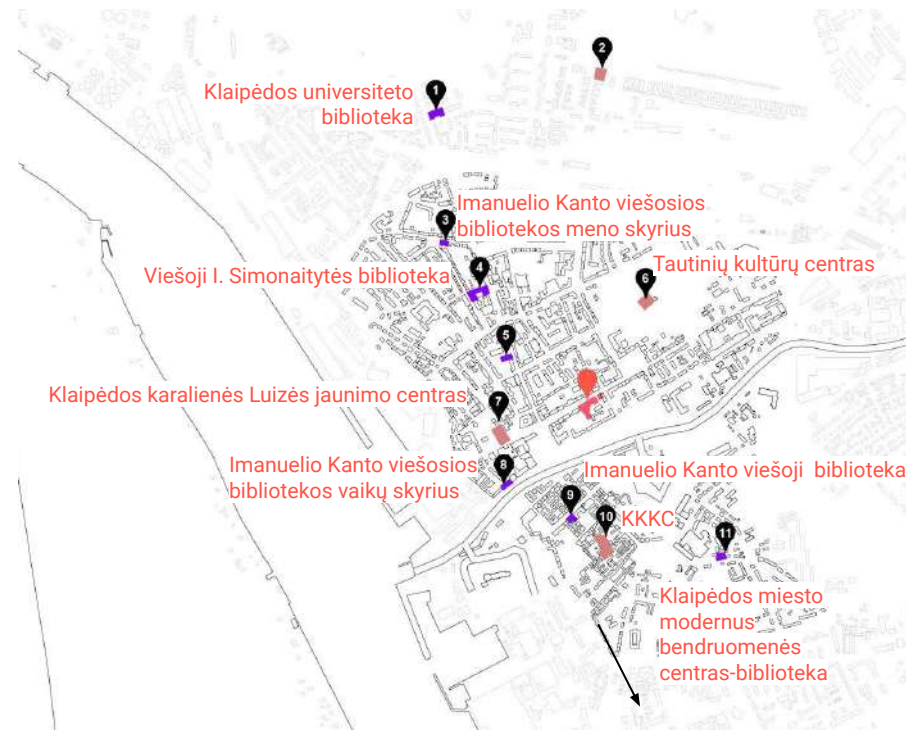 2
1
Klaipėdos universiteto
biblioteka
Imanuelio Kanto viešosios
bibliotekos meno skyrius
3
Tautinių kultūrų centras
Viešoji I. Simonaitytės biblioteka
4
6
5
Klaipėdos karalienės Luizės jaunimo centras
7
Imanuelio Kanto viešosios
bibliotekos vaikų skyrius
8
Imanuelio Kanto viešoji biblioteka
9
10
KKKC
11
Klaipėdos miesto
modernus
bendruomenės
centras-biblioteka